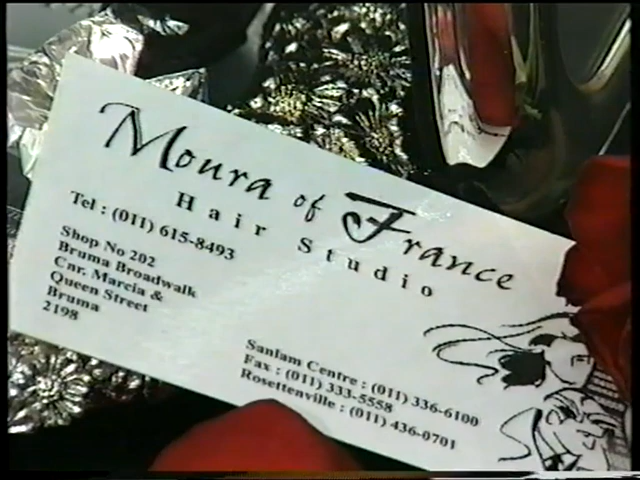 Moura of France
Hair Studio
Tel : (011) 615-8493
Shop No 202
Bruma Broadwalk
Cnr. Marcia &
Queen Street
Bruma
2198
Sanlam Centre : (011) 336-6100
Fax : (011) 333-5558
Rosettenville : (011) 436-0701